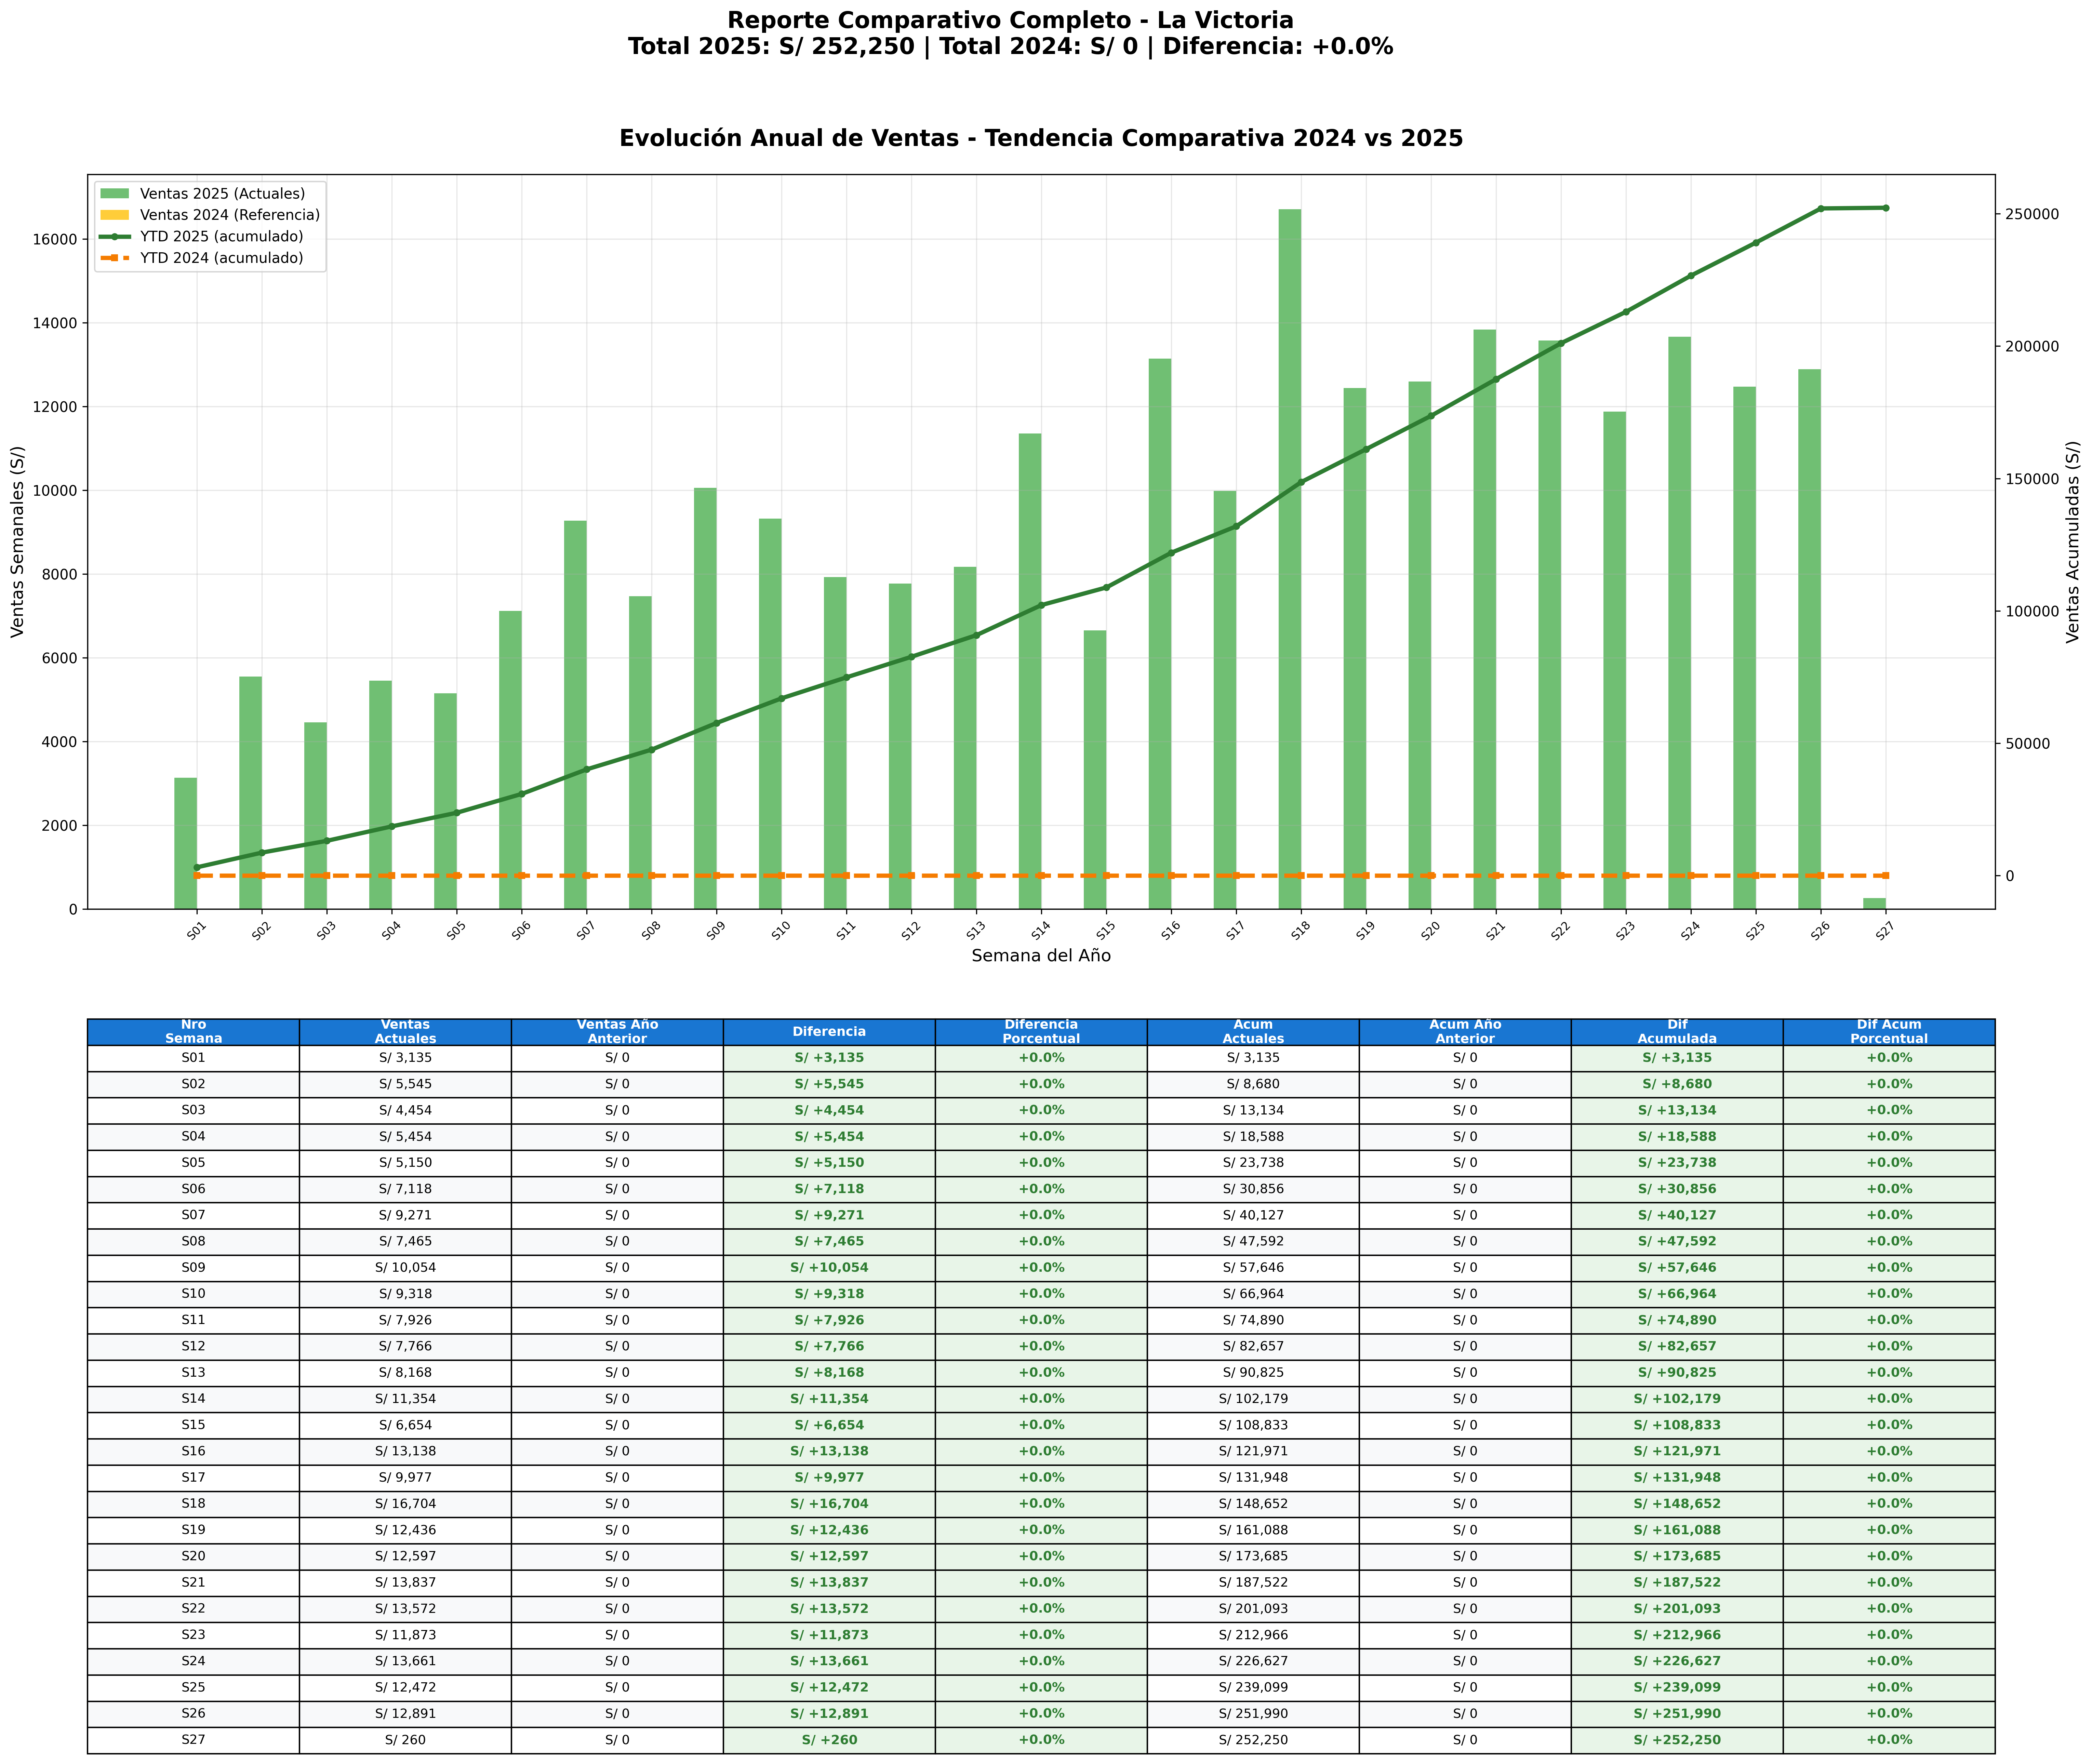 Reporte Comparativo Completo - La Victoria
Total 2025: S/ 252,250 | Total 2024: S/ 0 | Diferencia: +0.0%
Evolución Anual de Ventas - Tendencia Comparativa 2024 vs 2025
Ventas 2025 (Actuales)
Ventas 2024 (Referencia)
YTD 2025 (acumulado)
YTD 2024 (acumulado)
Ventas Semanales (S/)
16000
14000
12000
10000
8000
6000
4000
2000
0
Ventas Acumuladas (S/)
250000
200000
150000
100000
50000
0
S01 S02 S03 S04 S05 S06 S07 S08 S09 S10 S11 S12 S13 S14 S15 S16 S17 S18 S19 S20 S21 S22 S23 S24 S25 S26 S27
Semana del Año
Nro Semana Ventas Actuales Ventas Año Anterior Diferencia Diferencia Porcentual Acum Actuales Acum Año Anterior Dif Acumulada Dif Acum Porcentual
S01 S/ 3,135 S/ 0 S/ +3,135 +0.0% S/ 3,135 S/ 0 S/ +3,135 +0.0%
S02 S/ 5,545 S/ 0 S/ +5,545 +0.0% S/ 8,680 S/ 0 S/ +8,680 +0.0%
S03 S/ 4,454 S/ 0 S/ +4,454 +0.0% S/ 13,134 S/ 0 S/ +13,134 +0.0%
S04 S/ 5,454 S/ 0 S/ +5,454 +0.0% S/ 18,588 S/ 0 S/ +18,588 +0.0%
S05 S/ 5,150 S/ 0 S/ +5,150 +0.0% S/ 23,738 S/ 0 S/ +23,738 +0.0%
S06 S/ 7,118 S/ 0 S/ +7,118 +0.0% S/ 30,856 S/ 0 S/ +30,856 +0.0%
S07 S/ 9,271 S/ 0 S/ +9,271 +0.0% S/ 40,127 S/ 0 S/ +40,127 +0.0%
S08 S/ 7,465 S/ 0 S/ +7,465 +0.0% S/ 47,592 S/ 0 S/ +47,592 +0.0%
S09 S/ 10,054 S/ 0 S/ +10,054 +0.0% S/ 57,646 S/ 0 S/ +57,646 +0.0%
S10 S/ 9,318 S/ 0 S/ +9,318 +0.0% S/ 66,964 S/ 0 S/ +66,964 +0.0%
S11 S/ 7,926 S/ 0 S/ +7,926 +0.0% S/ 74,890 S/ 0 S/ +74,890 +0.0%
S12 S/ 7,766 S/ 0 S/ +7,766 +0.0% S/ 82,657 S/ 0 S/ +82,657 +0.0%
S13 S/ 8,168 S/ 0 S/ +8,168 +0.0% S/ 90,825 S/ 0 S/ +90,825 +0.0%
S14 S/ 11,354 S/ 0 S/ +11,354 +0.0% S/ 102,179 S/ 0 S/ +102,179 +0.0%
S15 S/ 6,654 S/ 0 S/ +6,654 +0.0% S/ 108,833 S/ 0 S/ +108,833 +0.0%
S16 S/ 13,138 S/ 0 S/ +13,138 +0.0% S/ 121,971 S/ 0 S/ +121,971 +0.0%
S17 S/ 9,977 S/ 0 S/ +9,977 +0.0% S/ 131,948 S/ 0 S/ +131,948 +0.0%
S18 S/ 16,704 S/ 0 S/ +16,704 +0.0% S/ 148,652 S/ 0 S/ +148,652 +0.0%
S19 S/ 12,436 S/ 0 S/ +12,436 +0.0% S/ 161,088 S/ 0 S/ +161,088 +0.0%
S20 S/ 12,597 S/ 0 S/ +12,597 +0.0% S/ 173,685 S/ 0 S/ +173,685 +0.0%
S21 S/ 13,837 S/ 0 S/ +13,837 +0.0% S/ 187,522 S/ 0 S/ +187,522 +0.0%
S22 S/ 13,572 S/ 0 S/ +13,572 +0.0% S/ 201,093 S/ 0 S/ +201,093 +0.0%
S23 S/ 11,873 S/ 0 S/ +11,873 +0.0% S/ 212,966 S/ 0 S/ +212,966 +0.0%
S24 S/ 13,661 S/ 0 S/ +13,661 +0.0% S/ 226,627 S/ 0 S/ +226,627 +0.0%
S25 S/ 12,472 S/ 0 S/ +12,472 +0.0% S/ 239,099 S/ 0 S/ +239,099 +0.0%
S26 S/ 12,891 S/ 0 S/ +12,891 +0.0% S/ 251,990 S/ 0 S/ +251,990 +0.0%
S27 S/ 260 S/ 0 S/ +260 +0.0% S/ 252,250 S/ 0 S/ +252,250 +0.0%